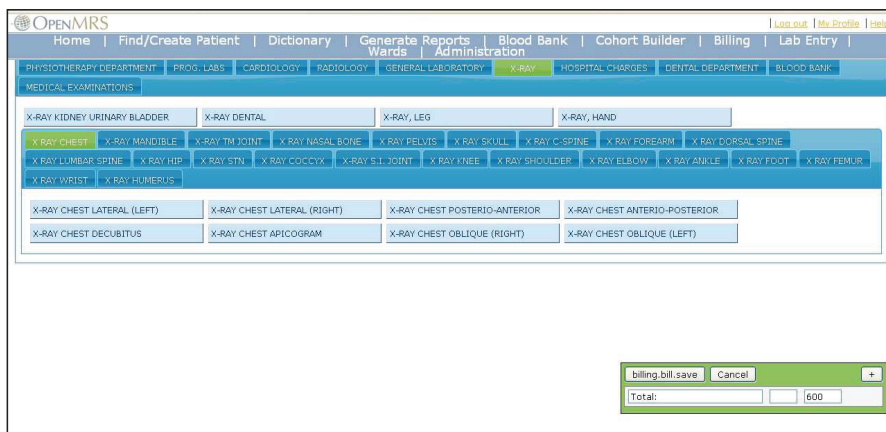 OPENMRS
Log out | My Profile | Help
Home | Find/Create Patient | Dictionary | Generate Reports | Blood Bank | Cohort Builder | Billing | Lab Entry |
Wards | Administration
PHYSIOTHERAPY DEPARTMENT PROG. LABS CARDIOLOGY RADIOLOGY GENERAL LABORATORY X-RAY HOSPITAL CHARGES DENTAL DEPARTMENT BLOOD BANK
MEDICAL EXAMINATIONS
X-RAY KIDNEY URINARY BLADDER X-RAY DENTAL X-RAY, LEG X-RAY, HAND
X RAY CHEST X-RAY MANDIBLE X-RAY TM JOINT X RAY NASAL BONE X RAY PELVIS X RAY SKULL X RAY C-SPINE X RAY FOREARM X RAY DORSAL SPINE
X RAY LUMBAR SPINE X RAY HIP X RAY STN X RAY COCCYX X-RAY S.I. JOINT X RAY KNEE X RAY SHOULDER X RAY ELBOW X RAY ANKLE X RAY FOOT X RAY FEMUR
X RAY WRIST X RAY HUMERUS
X-RAY CHEST LATERAL (LEFT) X-RAY CHEST LATERAL (RIGHT) X-RAY CHEST POSTERIO-ANTERIOR X-RAY CHEST ANTERIO-POSTERIOR
X-RAY CHEST DECUBITUS X-RAY CHEST APICOGRAM X-RAY CHEST OBLIQUE (RIGHT) X-RAY CHEST OBLIQUE (LEFT)
billing.bill.save Cancel +
Total: 600